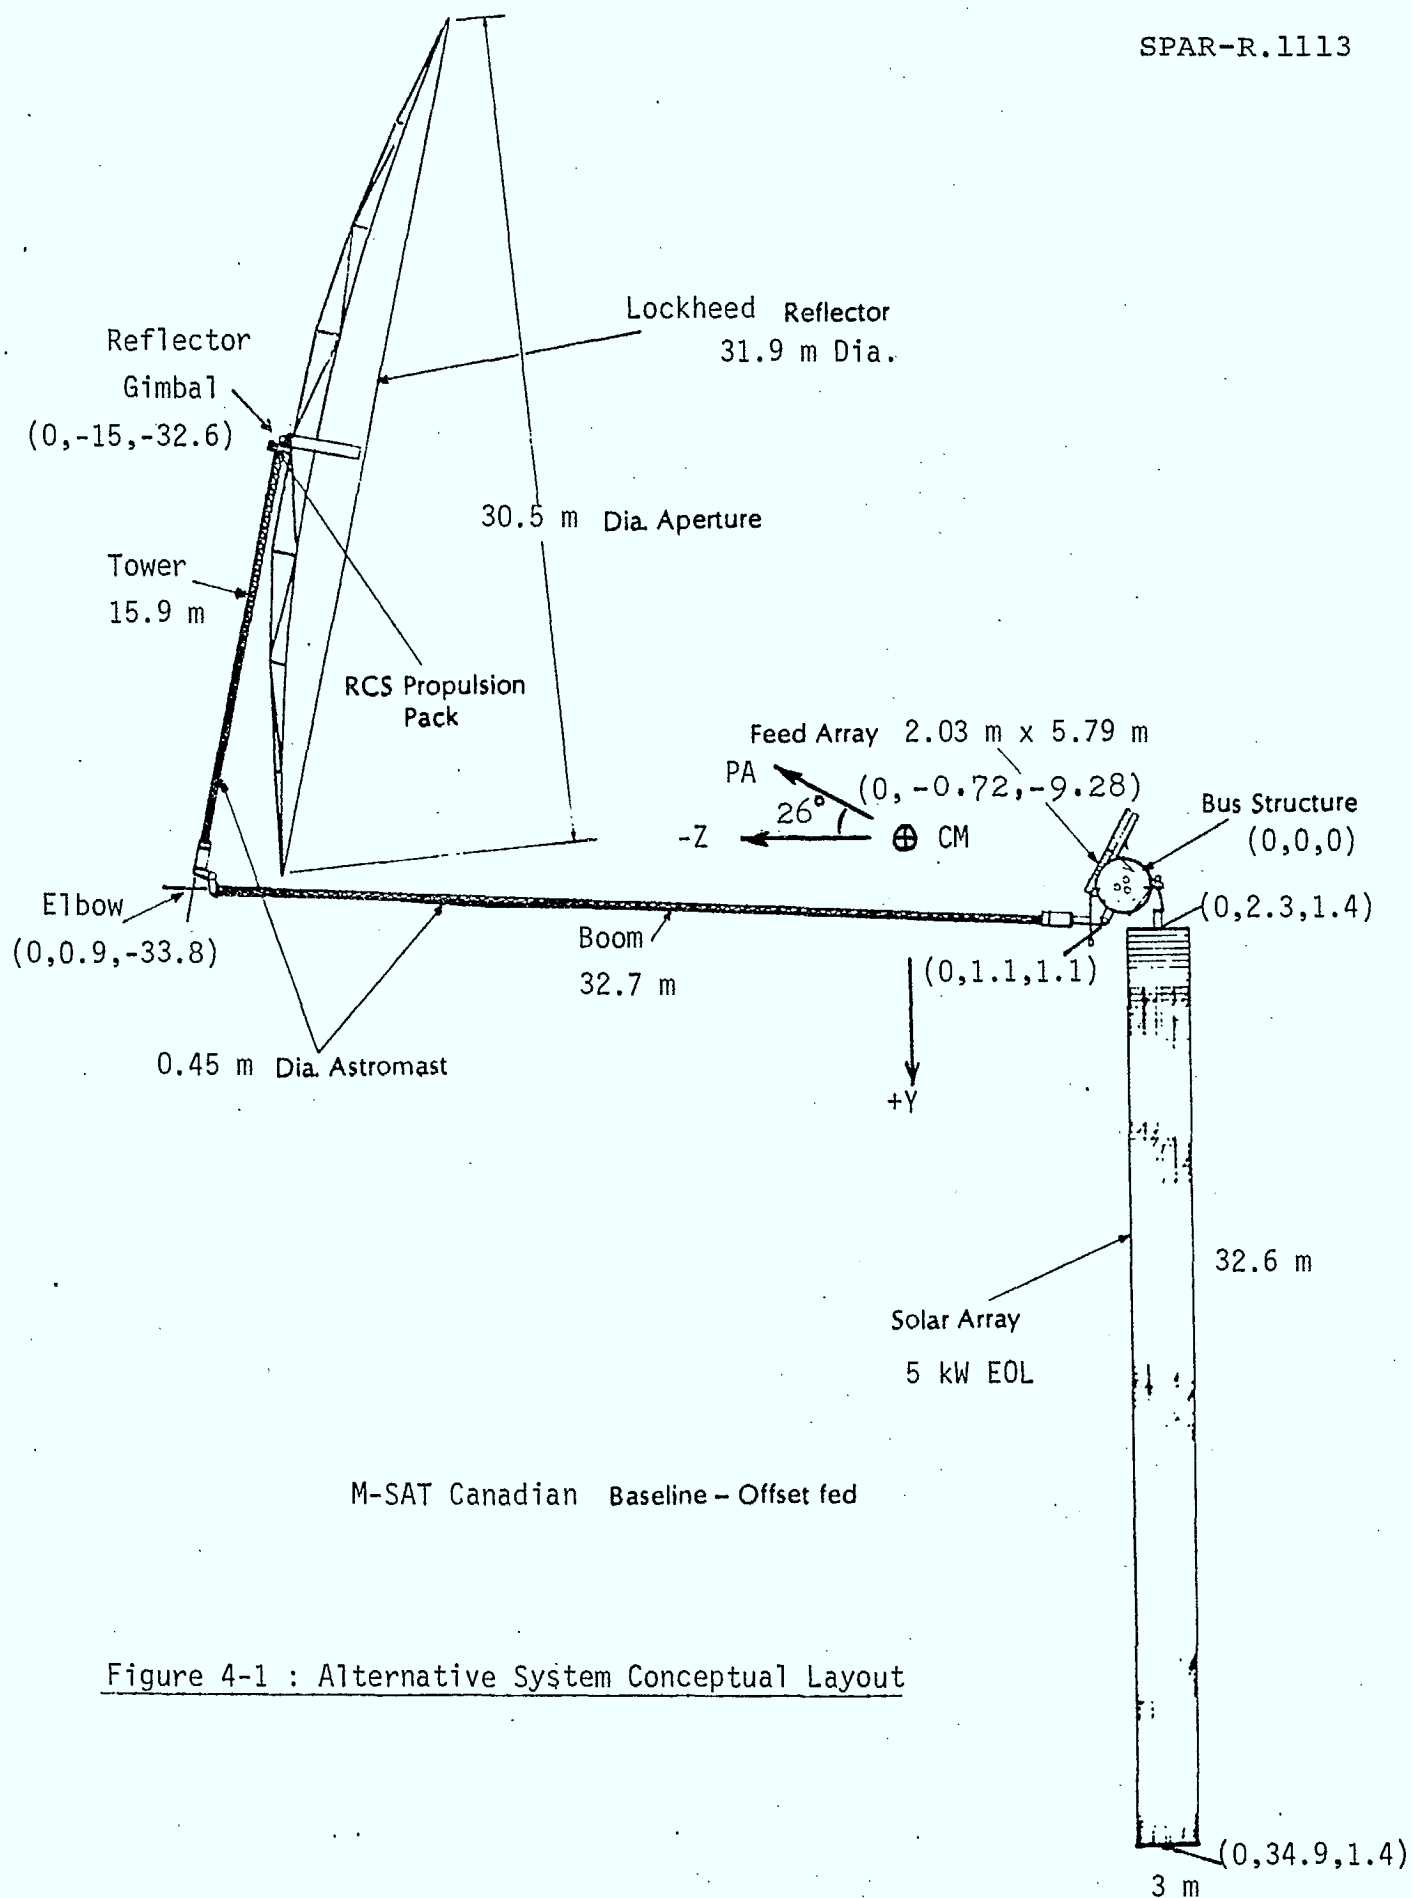 SPAR-R.1113
Lockheed Reflector
31.9 m Dia.
Reflector
Gimbal
(0,-15,-32.6)
30.5 m Dia. Aperture
Tower
15.9 m
RCS Propulsion
Pack
Feed Array 2.03 m x 5.79 m
PA
(0,-0.72,-9.28)
26°
-Z
CM
Bus Structure
(0,0,0)
Elbow
(0,0.9,-33.8)
(0,2.3,1.4)
Boom
32.7 m
(0,1.1,1.1)
0.45 m Dia. Astromast
+Y
32.6 m
Solar Array
5 kW EOL
M-SAT Canadian Baseline – Offset fed
Figure 4-1 : Alternative System Conceptual Layout
(0,34.9,1.4)
3 m